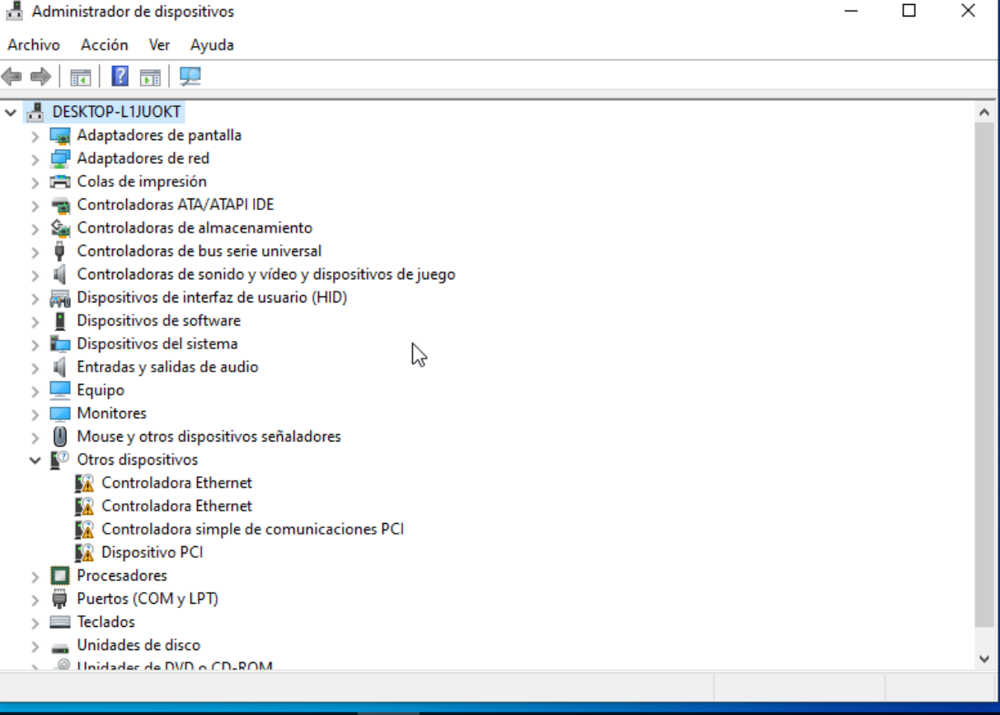 Administrador de dispositivos
Archivo Acción Ver Ayuda
DESKTOP-L1JUOKT
Adaptadores de pantalla
Adaptadores de red
Colas de impresión
Controladoras ATA/ATAPI IDE
Controladoras de almacenamiento
Controladoras de bus serie universal
Controladoras de sonido y vídeo y dispositivos de juego
Dispositivos de interfaz de usuario (HID)
Dispositivos de software
Dispositivos del sistema
Entradas y salidas de audio
Equipo
Monitores
Mouse y otros dispositivos señaladores
Otros dispositivos
Controladora Ethernet
Controladora Ethernet
Controladora simple de comunicaciones PCI
Dispositivo PCI
Procesadores
Puertos (COM y LPT)
Teclados
Unidades de disco
Unidades de DVD o CD-ROM